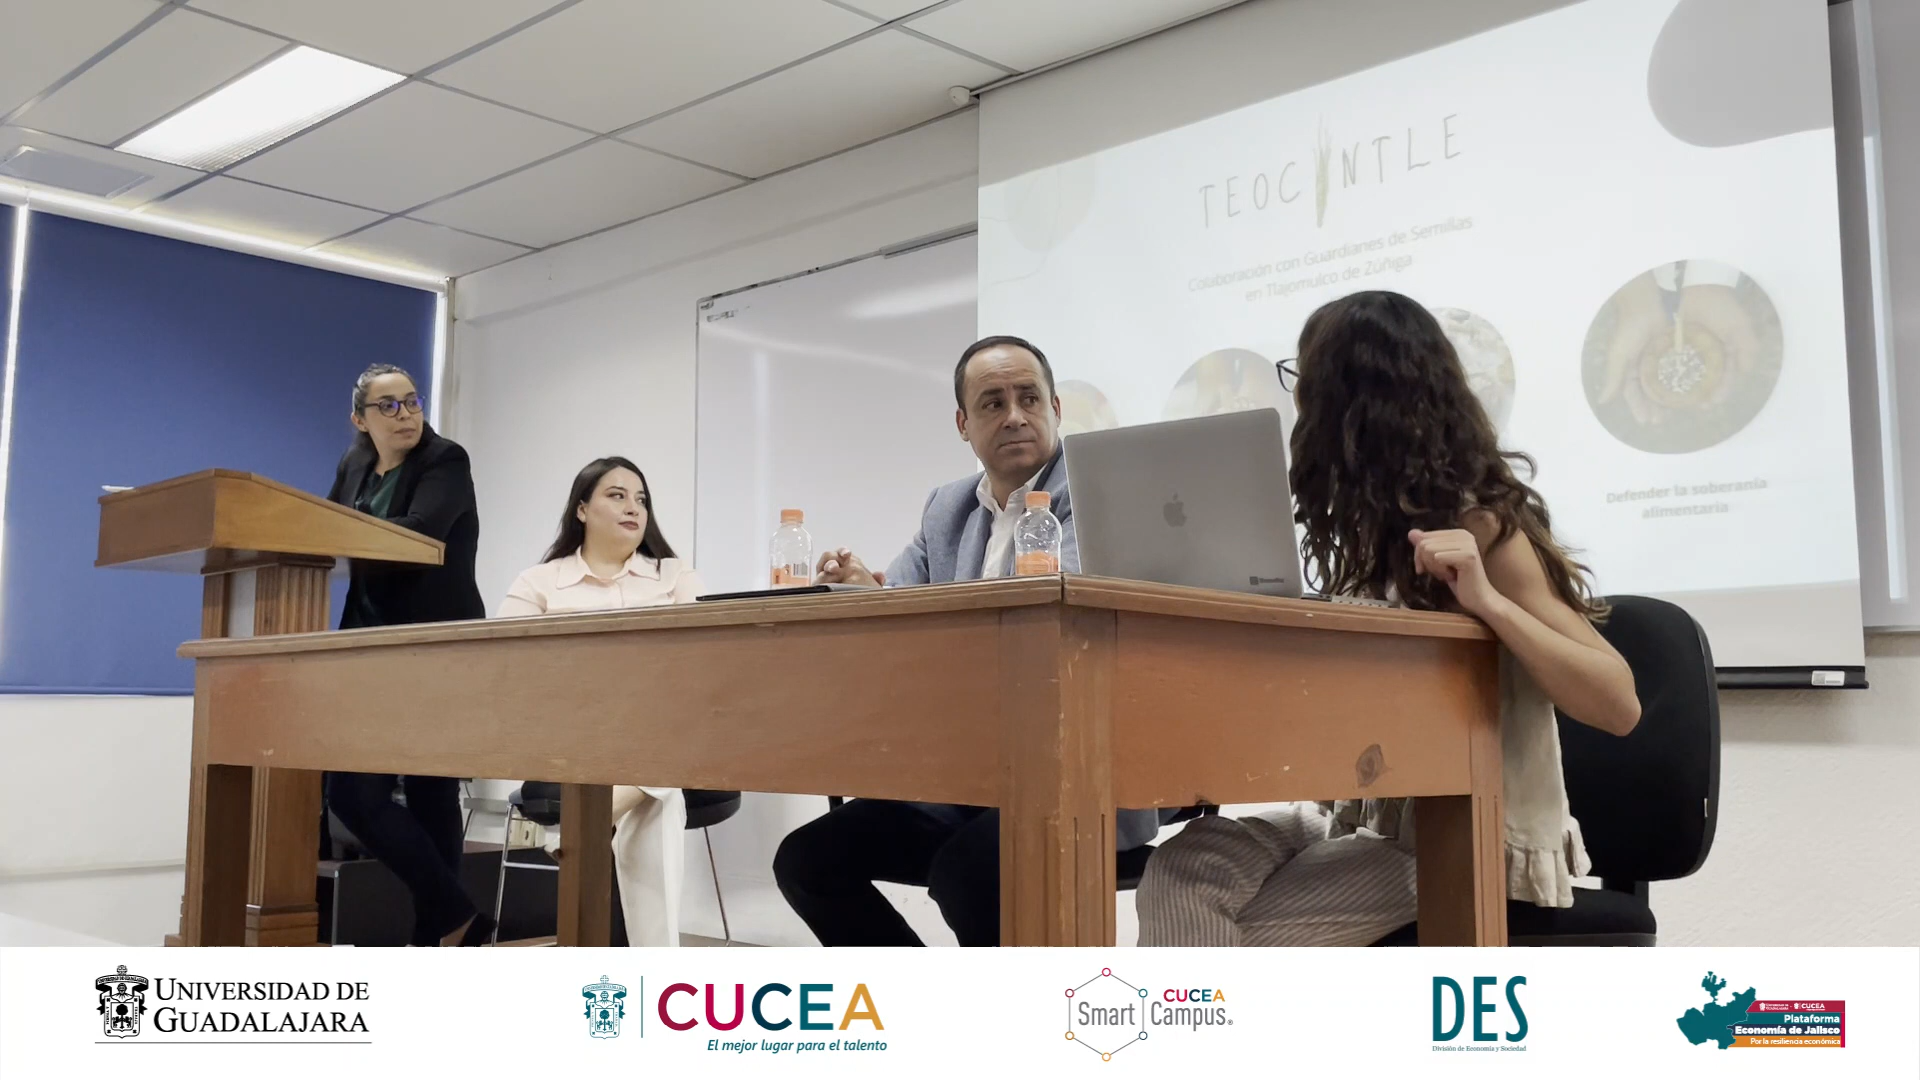 TEOCINTLE
Colaboración con Guardianes de Semillas
en Tlajomulco de Zúñiga
Defender la soberanía
alimentaria
UNIVERSIDAD DE
GUADALAJARA
CUCEA
El mejor lugar para el talento
CUCEA
Smart Campus.
DES
División de Economía y Sociedad
CUCEA
Plataforma
Economía de Jalisco
Por la resiliencia económica